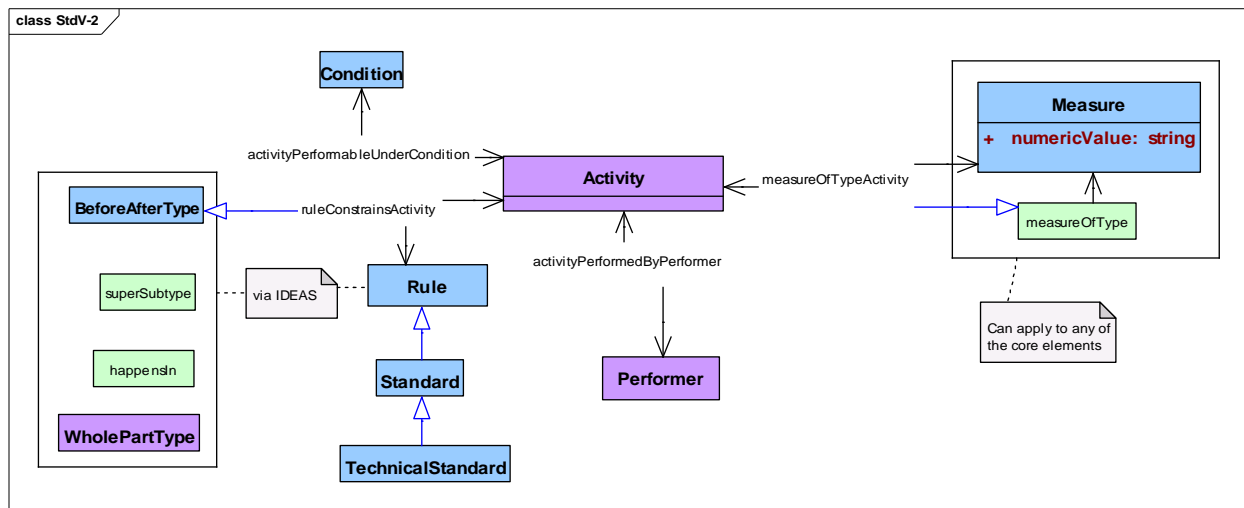 class StdV-2
Condition
Measure
+ numericValue: string
activityPerformableUnderCondition
Activity
measureOfTypeActivity
BeforeAfterType
ruleConstrainsActivity
measureOfType
activityPerformedByPerformer
superSubtype
via IDEAS
Rule
Can apply to any of
the core elements
happensIn
Standard
Performer
WholePartType
TechnicalStandard